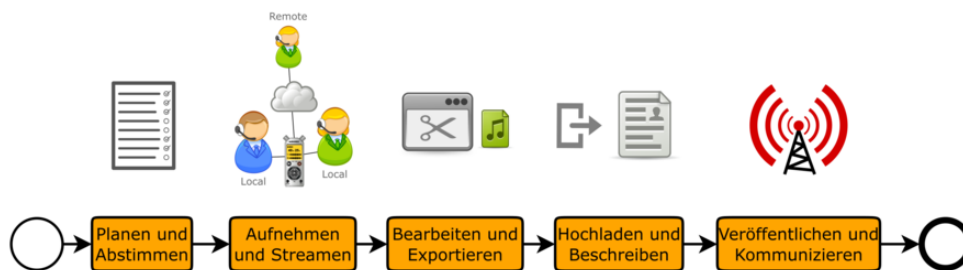 Remote
Local
Local
Planen und
Abstimmen
Aufnehmen
und Streamen
Bearbeiten und
Exportieren
Hochladen und
Beschreiben
Veröffentlichen und
Kommunizieren